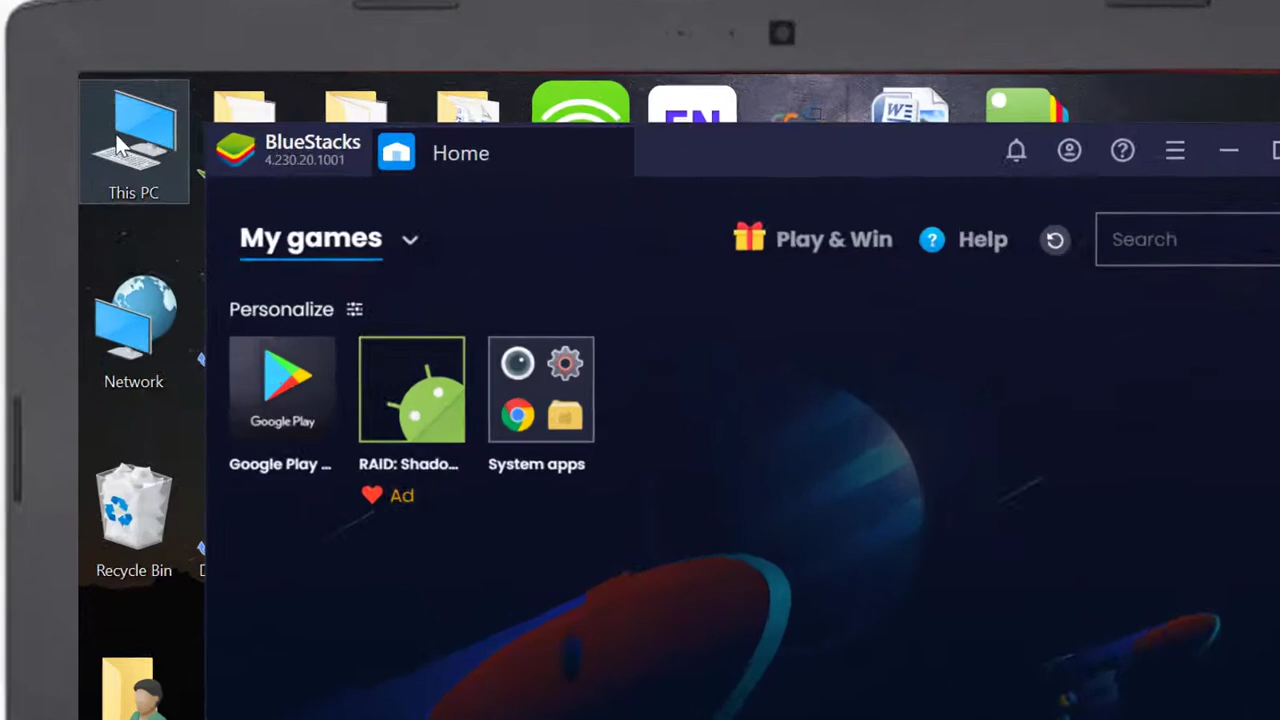 EN
W
BlueStacks
4.230.20.1001
Home
This PC
My games
Play & Win
? Help
Search
Personalize
Google Play
Google Play ...
RAID: Shado...
System apps
Ad
Network
Recycle Bin